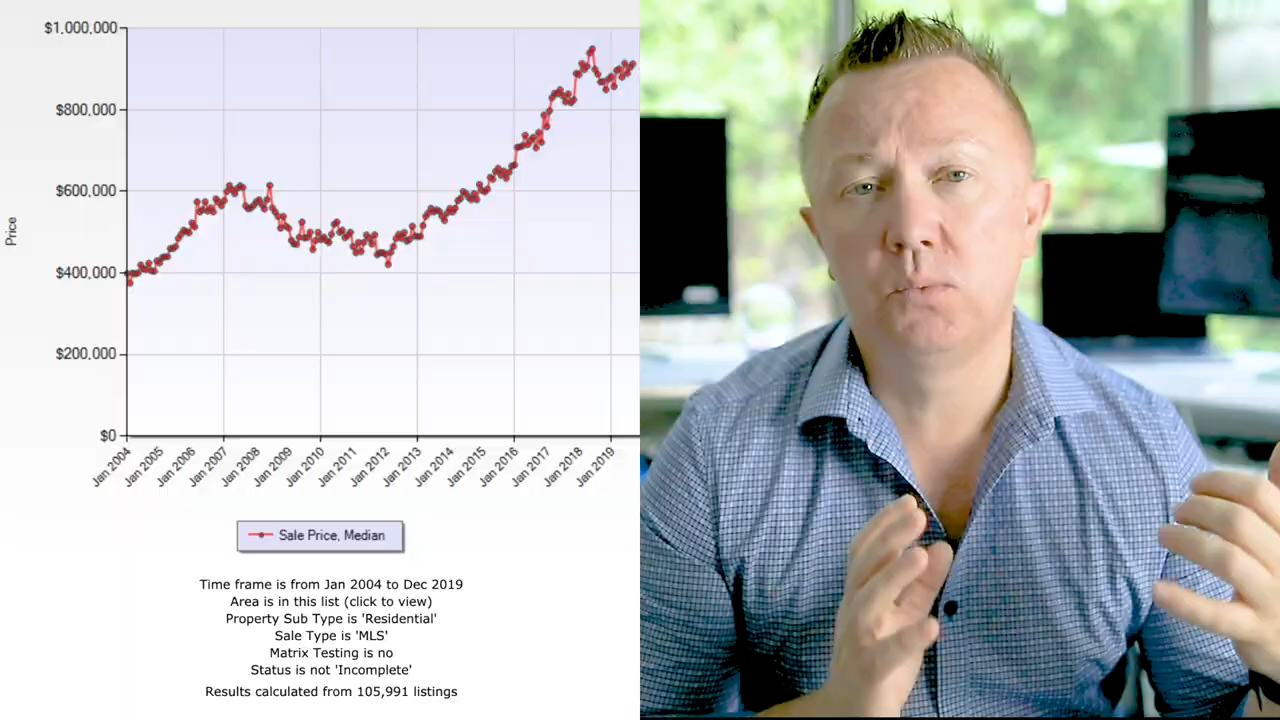 $1,000,000
$800,000
$600,000
$400,000
$200,000
$0
Price
Jan 2004
Jan 2005
Jan 2006
Jan 2007
Jan 2008
Jan 2009
Jan 2010
Jan 2011
Jan 2012
Jan 2013
Jan 2014
Jan 2015
Jan 2016
Jan 2017
Jan 2018
Jan 2019
Sale Price, Median
Time frame is from Jan 2004 to Dec 2019
Area is in this list (click to view)
Property Sub Type is 'Residential'
Sale Type is 'MLS'
Matrix Testing is no
Status is not 'Incomplete'
Results calculated from 105,991 listings